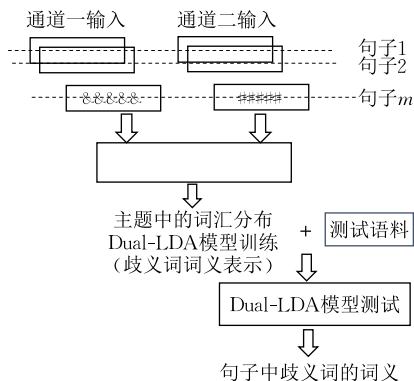 通道一输入 通道二输入
句子1
句子2
&&&&& ##### 句子m
主题中的词汇分布
Dual-LDA模型训练 + 测试语料
(歧义词词义表示)
Dual-LDA模型测试
句子中歧义词的词义